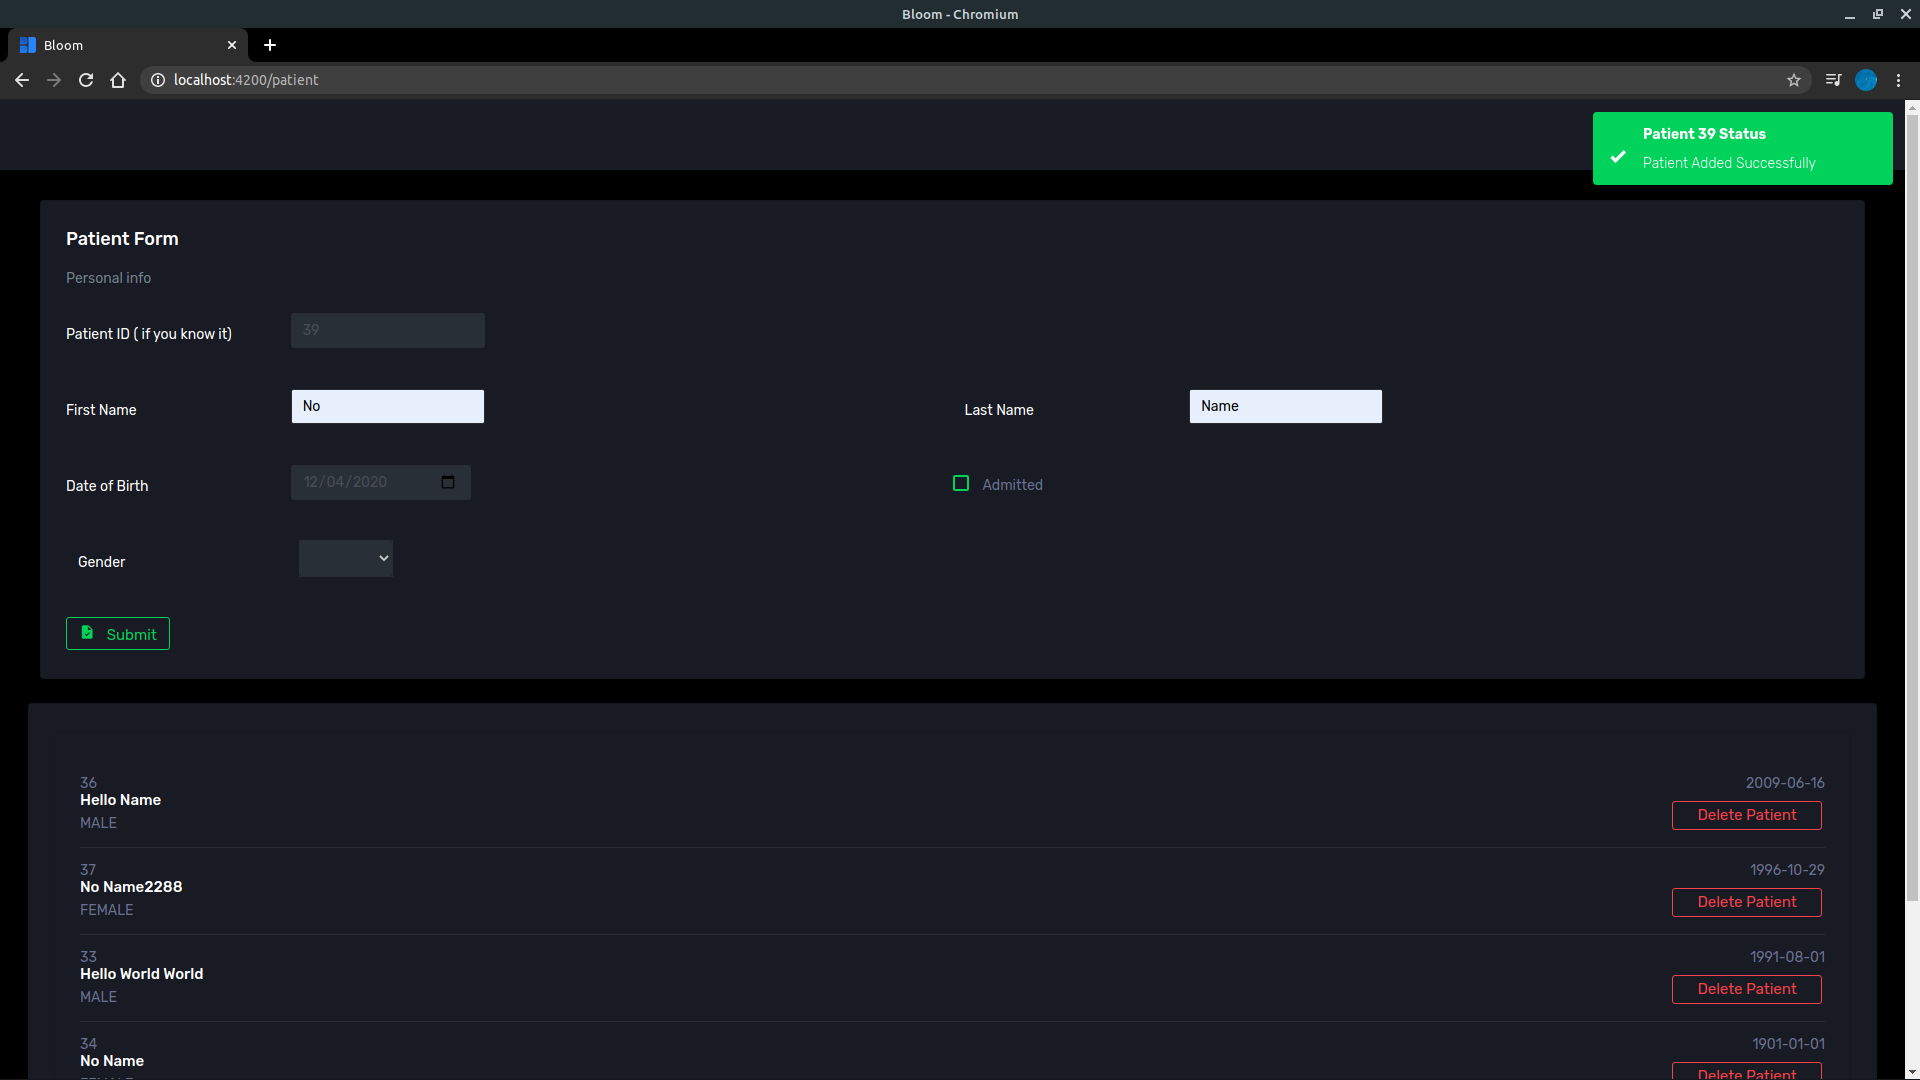 Bloom - Chromium
Bloom
localhost:4200/patient
Patient 39 Status
Patient Added Successfully
Patient Form
Personal info
Patient ID ( if you know it)
39
First Name
No
Last Name
Name
Date of Birth
12/04/2020
Admitted
Gender
Submit
36
2009-06-16
Hello Name
MALE
Delete Patient
37
1996-10-29
No Name2288
FEMALE
Delete Patient
33
1991-08-01
Hello World World
MALE
Delete Patient
34
1901-01-01
No Name
Delete Patient